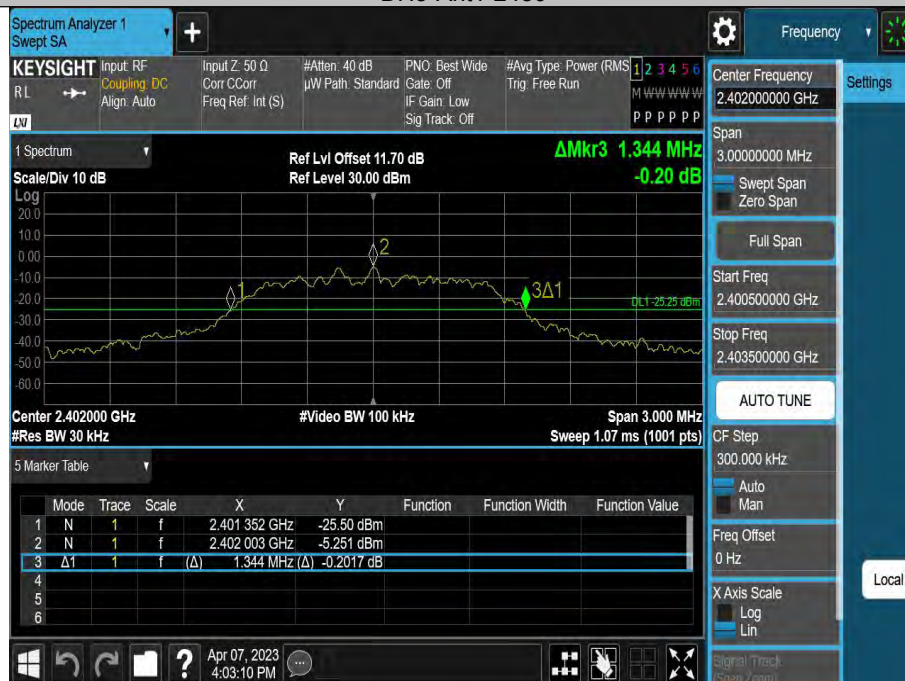 Spectrum Analyzer 1
Swept SA
+
Frequency
KEYSIGHT
RL
LXI
Input: RF
Coupling: DC
Align: Auto
Input Z: 50 Ω
Corr CCorr
Freq Ref: Int (S)
#Atten: 40 dB
µW Path: Standard
PNO: Best Wide
Gate: Off
IF Gain: Low
Sig Track: Off
#Avg Type: Power (RMS
Trig: Free Run
1 2 3 4 5 6
M W W W W W
P P P P P P
Center Frequency
2.402000000 GHz
Settings
Span
3.00000000 MHz
Swept Span
Zero Span
Full Span
Start Freq
2.400500000 GHz
Stop Freq
2.403500000 GHz
AUTO TUNE
CF Step
300.000 kHz
Auto
Man
Freq Offset
0 Hz
Local
X Axis Scale
Log
Lin
Signal Track
(Span Zoom)
1 Spectrum
Scale/Div 10 dB
Ref Lvl Offset 11.70 dB
Ref Level 30.00 dBm
ΔMkr3 1.344 MHz
-0.20 dB
Log
20.0
10.0
0.00
-10.0
-20.0
-30.0
-40.0
-50.0
-60.0
1
2
3Δ1
DL1 -25.25 dBm
Center 2.402000 GHz
#Video BW 100 kHz
Span 3.000 MHz
#Res BW 30 kHz
Sweep 1.07 ms (1001 pts)
5 Marker Table
Mode Trace Scale X Y Function Function Width Function Value
1 N 1 f 2.401 352 GHz -25.50 dBm
2 N 1 f 2.402 003 GHz -5.251 dBm
3 Δ1 1 f (Δ) 1.344 MHz (Δ) -0.2017 dB
4
5
6
?
Apr 07, 2023
4:03:10 PM